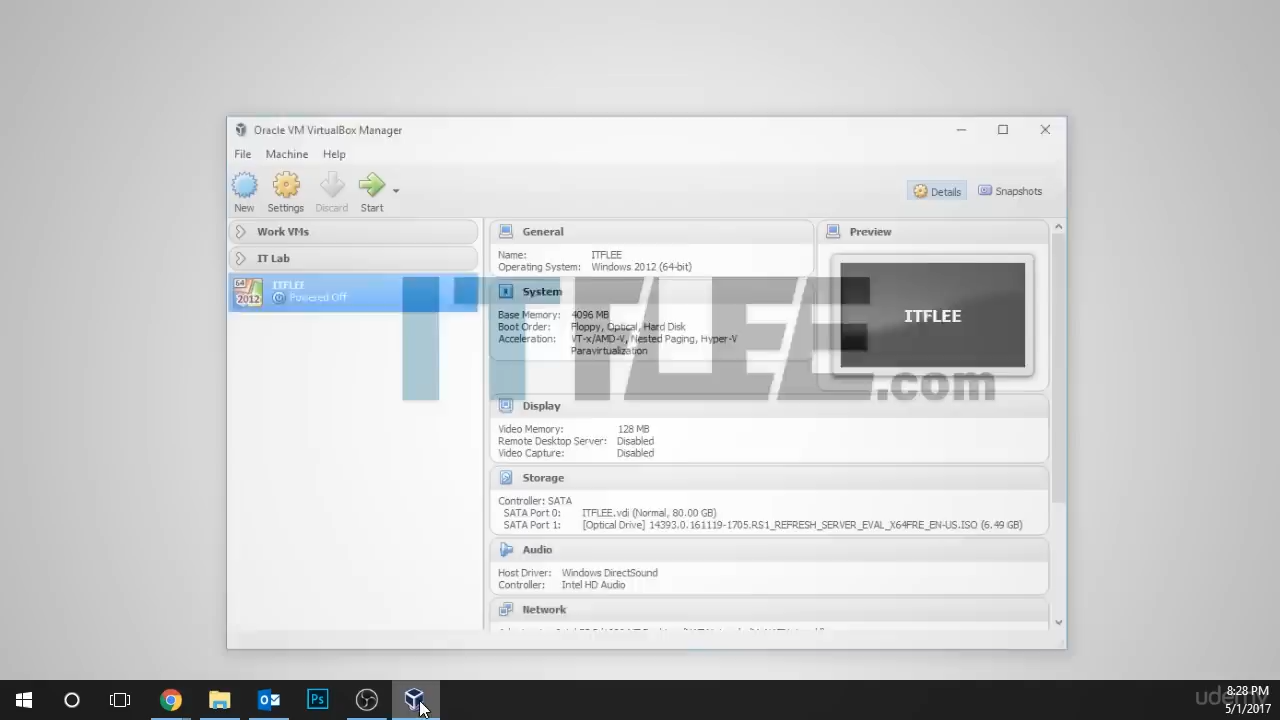 Oracle VM VirtualBox Manager
File Machine Help
New Settings Discard Start
Details Snapshots
Work VMs
IT Lab
64
2012
ITFLEE
Powered Off
General
Name: ITFLEE
Operating System: Windows 2012 (64-bit)
System
Base Memory: 4096 MB
Boot Order: Floppy, Optical, Hard Disk
Acceleration: VT-x/AMD-V, Nested Paging, Hyper-V
Paravirtualization
Preview
ITFLEE
ITFLEE.com
Display
Video Memory: 128 MB
Remote Desktop Server: Disabled
Video Capture: Disabled
Storage
Controller: SATA
SATA Port 0: ITFLEE.vdi (Normal, 80.00 GB)
SATA Port 1: [Optical Drive] 14393.0.161119-1705.RS1_REFRESH_SERVER_EVAL_X64FRE_EN-US.ISO (6.49 GB)
Audio
Host Driver: Windows DirectSound
Controller: Intel HD Audio
Network
Ps
udemy
8:28 PM
5/1/2017